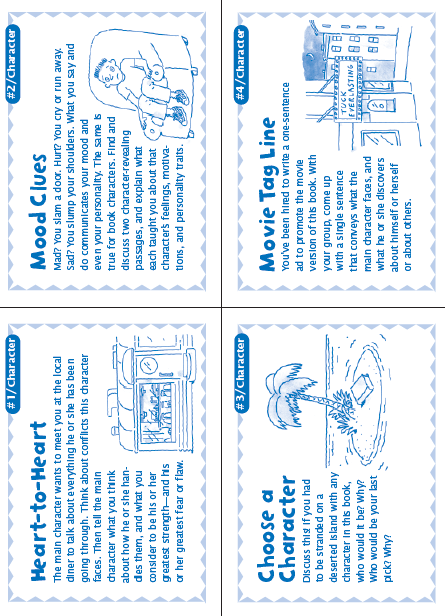 #1/Character
Heart-to-Heart
The main character wants to meet you at the local
diner to talk about everything he or she has been
going through. Think about conflicts this character
faces. Then tell the main
character what you think
about how he or she han-
dles them, and what you
consider to be his or her
greatest strength—and his
or her greatest fear or flaw.
#2/Character
Mood Clues
Mad? You slam a door. Hurt? You cry or run away.
Sad? You slump your shoulders. What you say and
do communicates your mood and
even your personality. The same is
true for book characters. Find and
discuss two character-revealing
passages, and explain what
each taught you about that
character's feelings, motiva-
tions, and personality traits.
#3/Character
Choose a
Character
Discuss this! If you had
to be stranded on a
deserted island with any
character in this book,
who would it be? Why?
Who would be your last
pick? Why?
#4/Character
Movie Tag Line
You've been hired to write a one-sentence
ad to promote the movie
version of this book. With
your group, come up
with a single sentence
that conveys what the
main character faces, and
what he or she discovers
about himself or herself
or about others.
TUCK
EVERLASTING